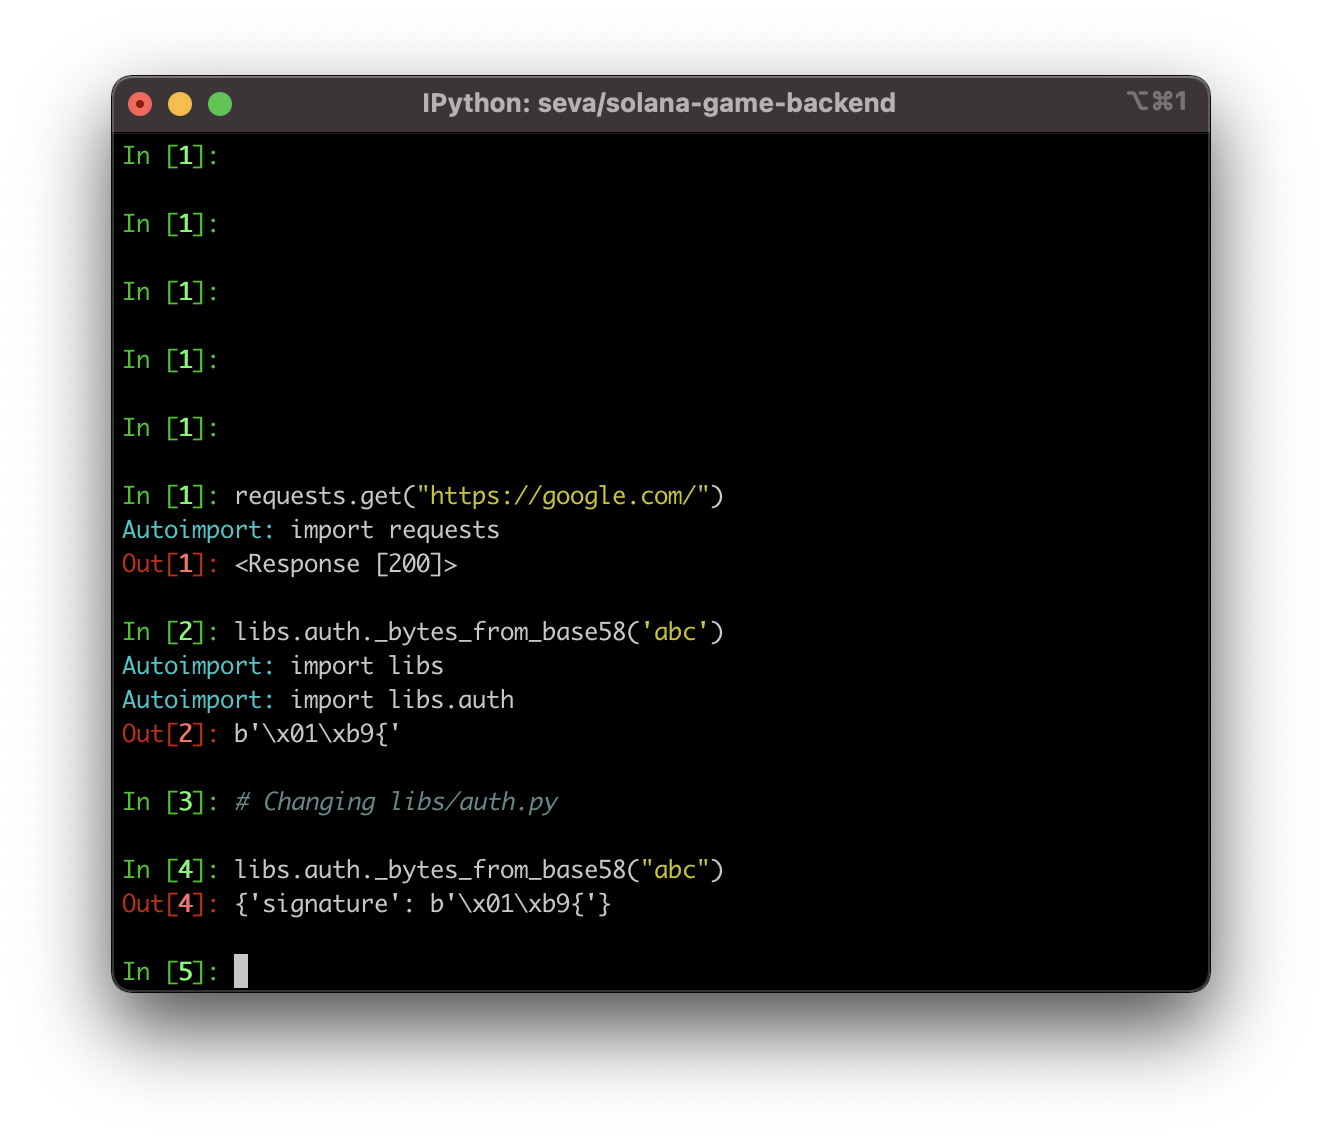 IPython: seva/solana-game-backend
⌥⌘1
In [1]:
In [1]:
In [1]:
In [1]:
In [1]:
In [1]: requests.get("https://google.com/")
Autoimport: import requests
Out[1]: <Response [200]>
In [2]: libs.auth._bytes_from_base58('abc')
Autoimport: import libs
Autoimport: import libs.auth
Out[2]: b'\x01\xb9{'
In [3]: # Changing libs/auth.py
In [4]: libs.auth._bytes_from_base58("abc")
Out[4]: {'signature': b'\x01\xb9{'}
In [5]: